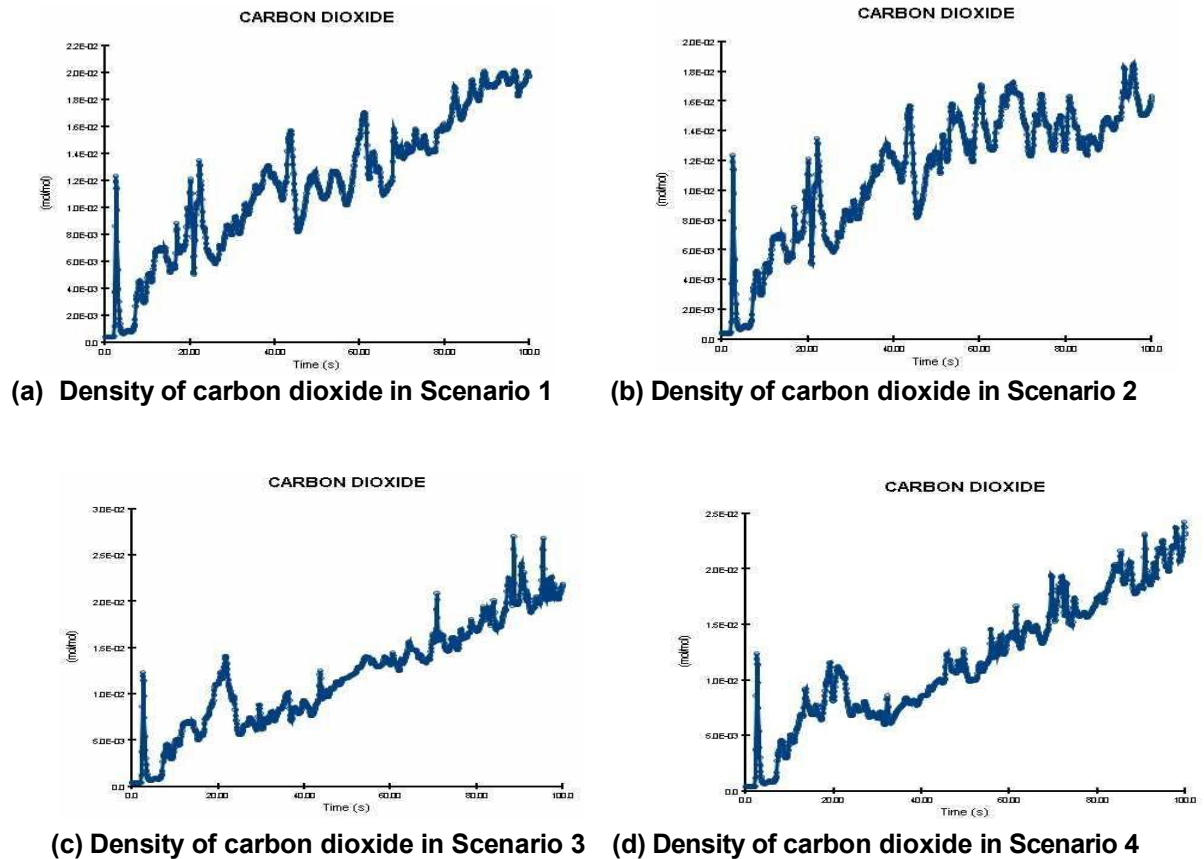 CARBON DIOXIDE
2.2E-02
2.0E-02
1.8E-02
1.6E-02
1.4E-02
1.2E-02
1.0E-02
8.0E-03
6.0E-03
4.0E-03
2.0E-03
0.0
(mol/mol)
0.0 20.00 40.00 60.00 80.00 100.0
Time (s)
(a) Density of carbon dioxide in Scenario 1
CARBON DIOXIDE
2.0E-02
1.8E-02
1.6E-02
1.4E-02
1.2E-02
1.0E-02
8.0E-03
6.0E-03
4.0E-03
2.0E-03
0.0
(mol/mol)
0.0 20.00 40.00 60.00 80.00 100.0
Time (s)
(b) Density of carbon dioxide in Scenario 2
CARBON DIOXIDE
3.0E-02
2.5E-02
2.0E-02
1.5E-02
1.0E-02
5.0E-03
0.0
(mol/mol)
0.0 20.00 40.00 60.00 80.00 100.0
Time (s)
(c) Density of carbon dioxide in Scenario 3
CARBON DIOXIDE
2.5E-02
2.0E-02
1.5E-02
1.0E-02
5.0E-03
0.0
(mol/mol)
0.0 20.00 40.00 60.00 80.00 100.0
Time (s)
(d) Density of carbon dioxide in Scenario 4